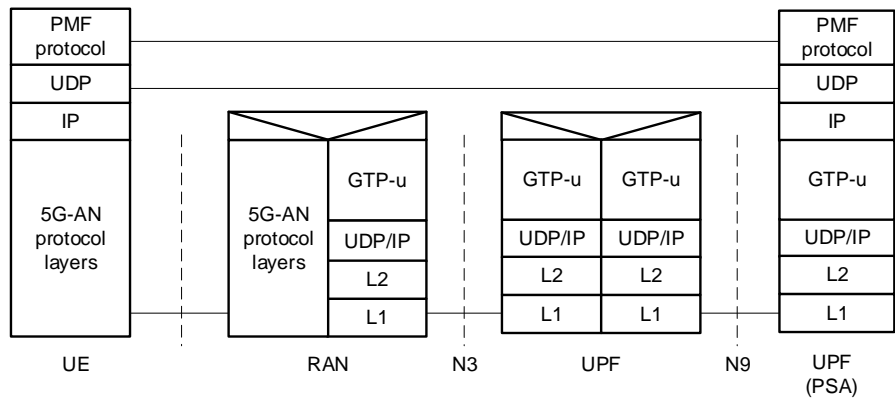 PMF
protocol
UDP
IP
5G-AN
protocol
layers
UE
5G-AN
protocol
layers
GTP-u
UDP/IP
L2
L1
RAN
N3
GTP-u
GTP-u
UDP/IP
UDP/IP
L2
L2
L1
L1
UPF
N9
PMF
protocol
UDP
IP
GTP-u
UDP/IP
L2
L1
UPF
(PSA)